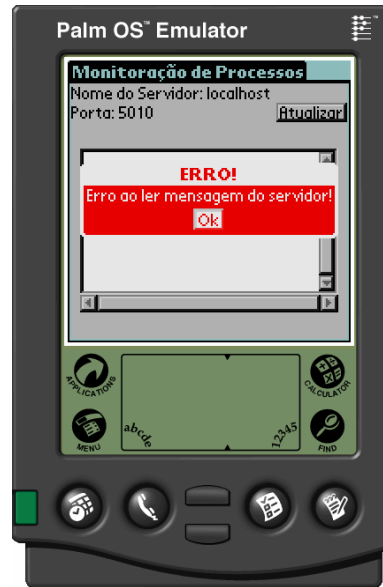 Palm OS™ Emulator
Monitoração de Processos
Nome do Servidor: localhost
Porta: 5010
Atualizar
ERRO!
Erro ao ler mensagem do servidor!
Ok
APPLICATIONS
CALCULATOR
MENU
abcde
12345
FIND